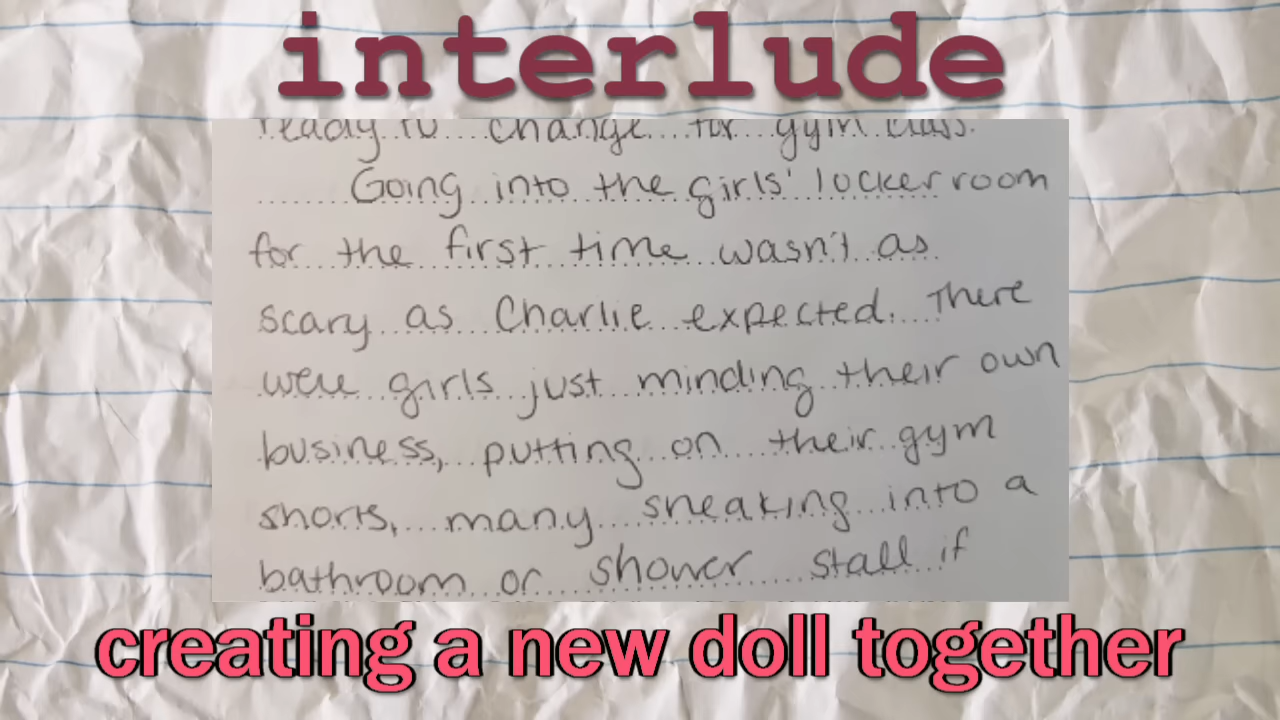 interlude
ready to change for gym class.
Going into the girls' locker room
for the first time wasn't as
scary as Charlie expected. There
were girls just minding their own
business, putting on their gym
shorts, many sneaking into a
bathroom or shower stall if
creating a new doll together